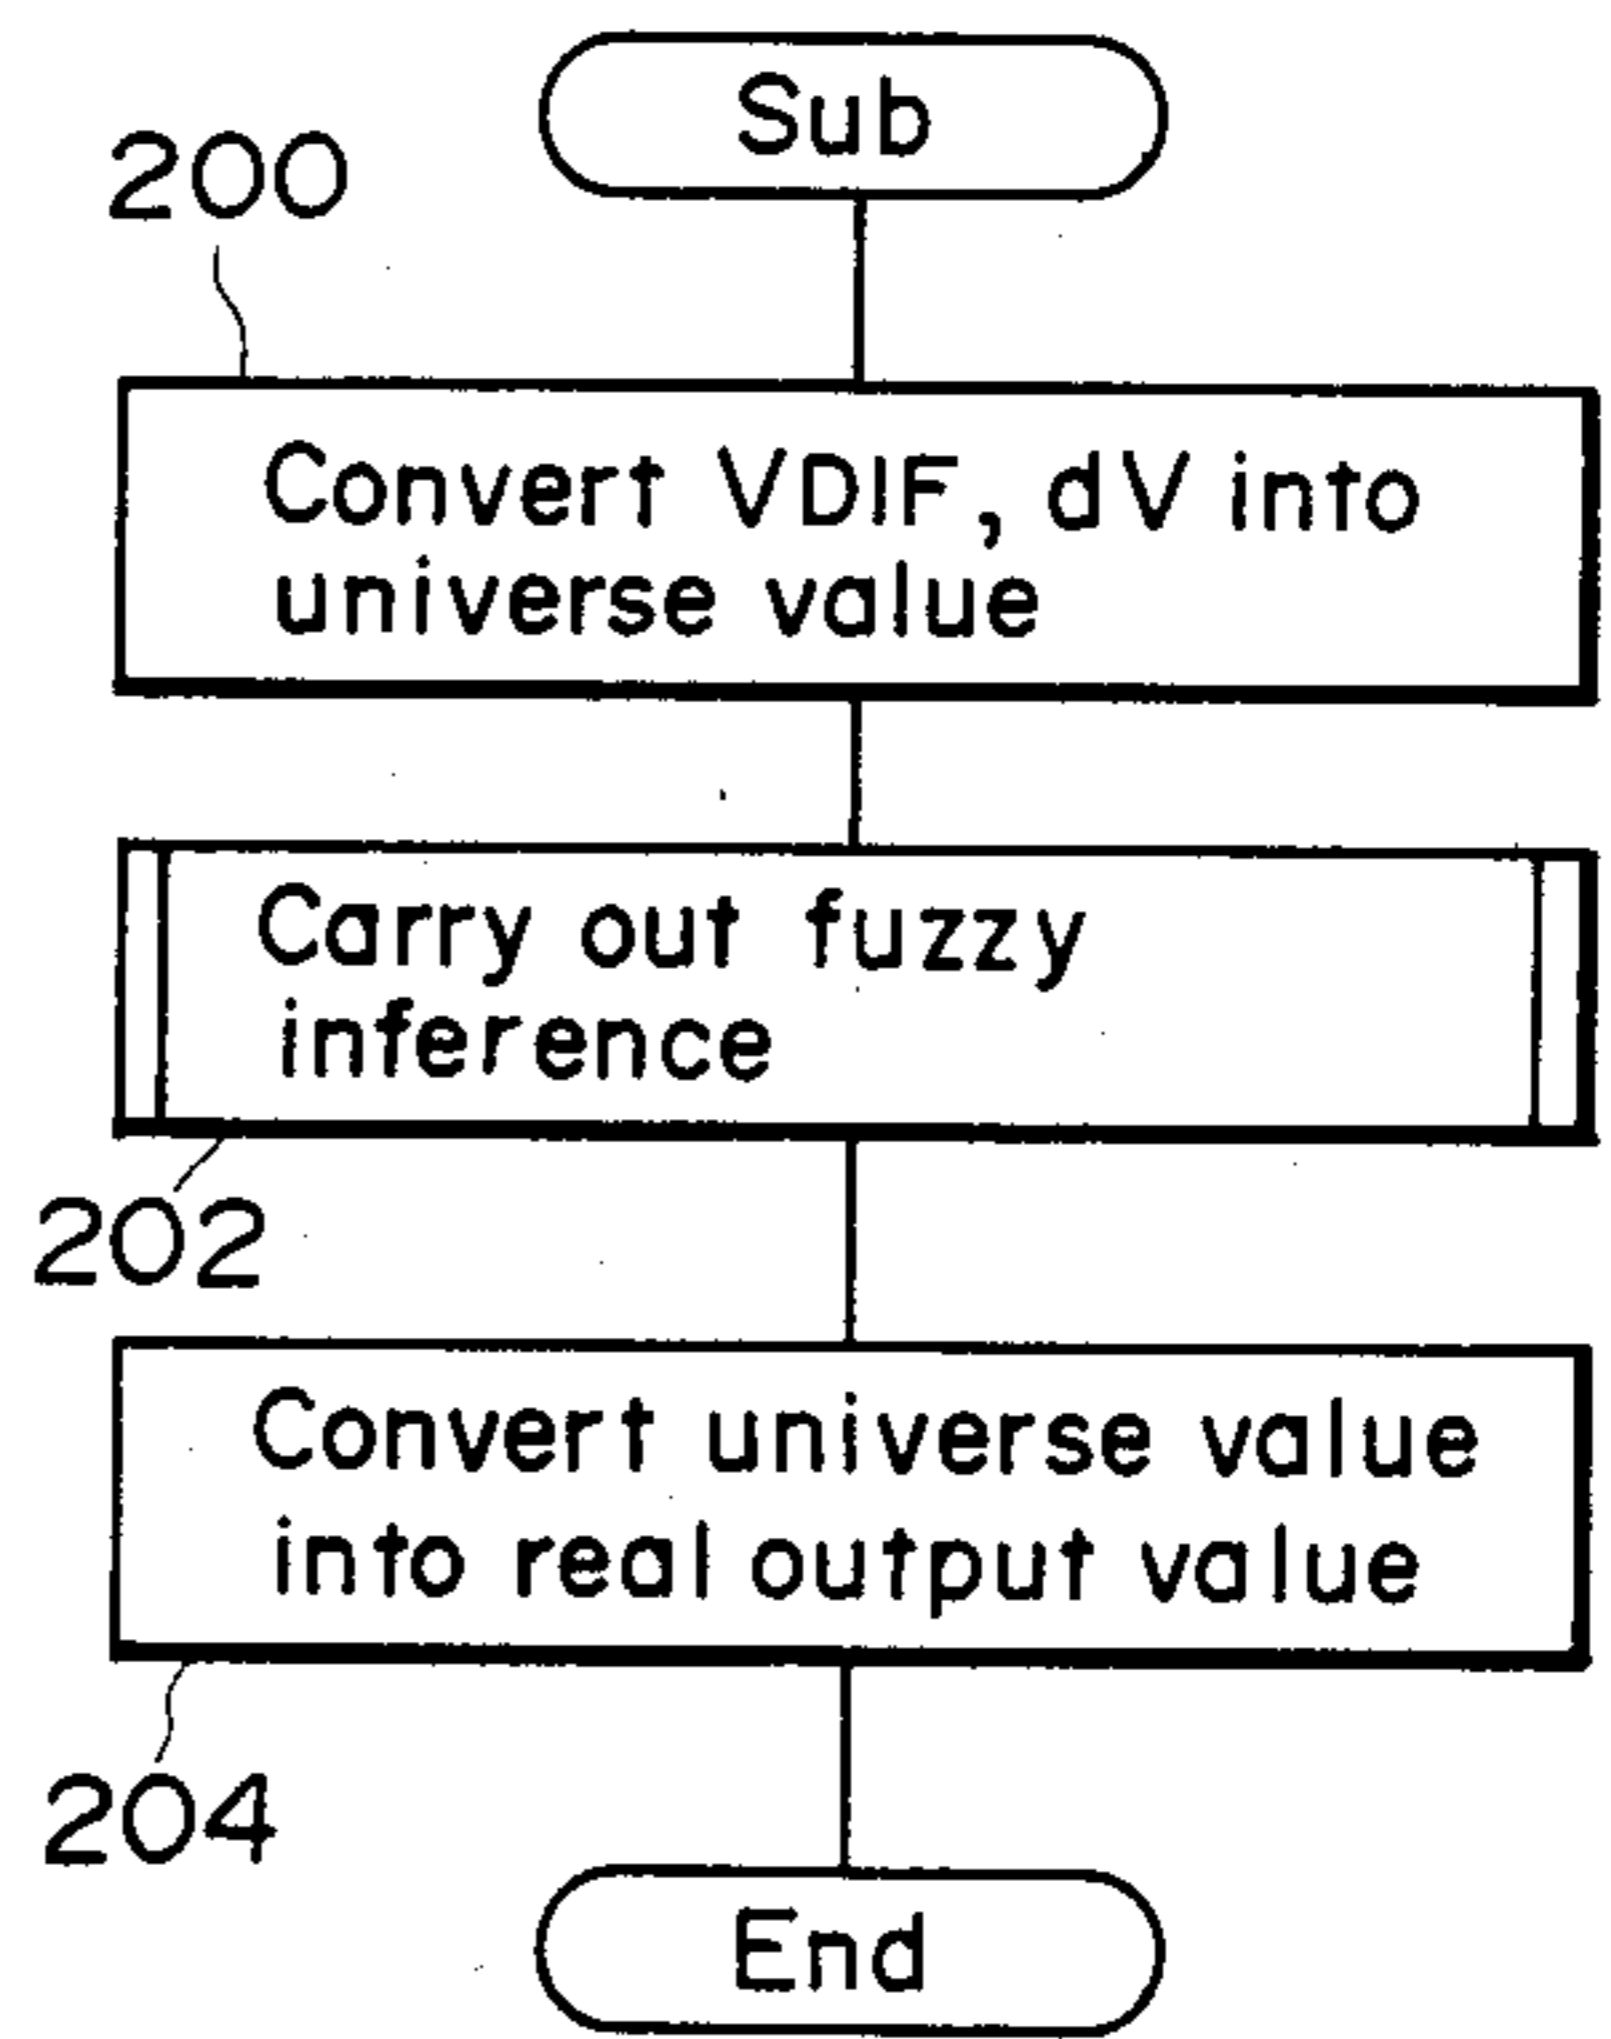 Sub
200
Convert VDIF, dV into
universe value
Carry out fuzzy
inference
202
Convert universe value
into real output value
204
End